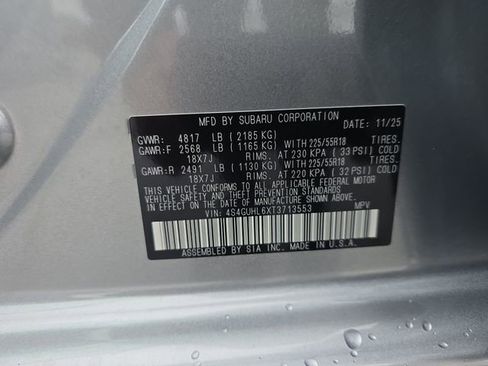 MFD BY SUBARU CORPORATION DATE: 11/25
GVWR: 4817 LB (2185 KG)
GAWR:F 2568 LB (1165 KG) WITH 225/55R18 TIRES.
18X7J RIMS. AT 230 KPA (33 PSI) COLD
GAWR:R 2491 LB (1130 KG) WITH 225/55R18 TIRES.
18X7J RIMS. AT 220 KPA (32 PSI) COLD
THIS VEHICLE CONFORMS TO ALL APPLICABLE FEDERAL MOTOR
VEHICLE SAFETY AND THEFT PREVENTION STANDARDS
IN EFFECT ON THE DATE OF MANUFACTURE SHOWN ABOVE.
VIN: 4S4GUHL6XT3713553 MPV
ASSEMBLED BY SIA INC. MADE IN U.S.A.